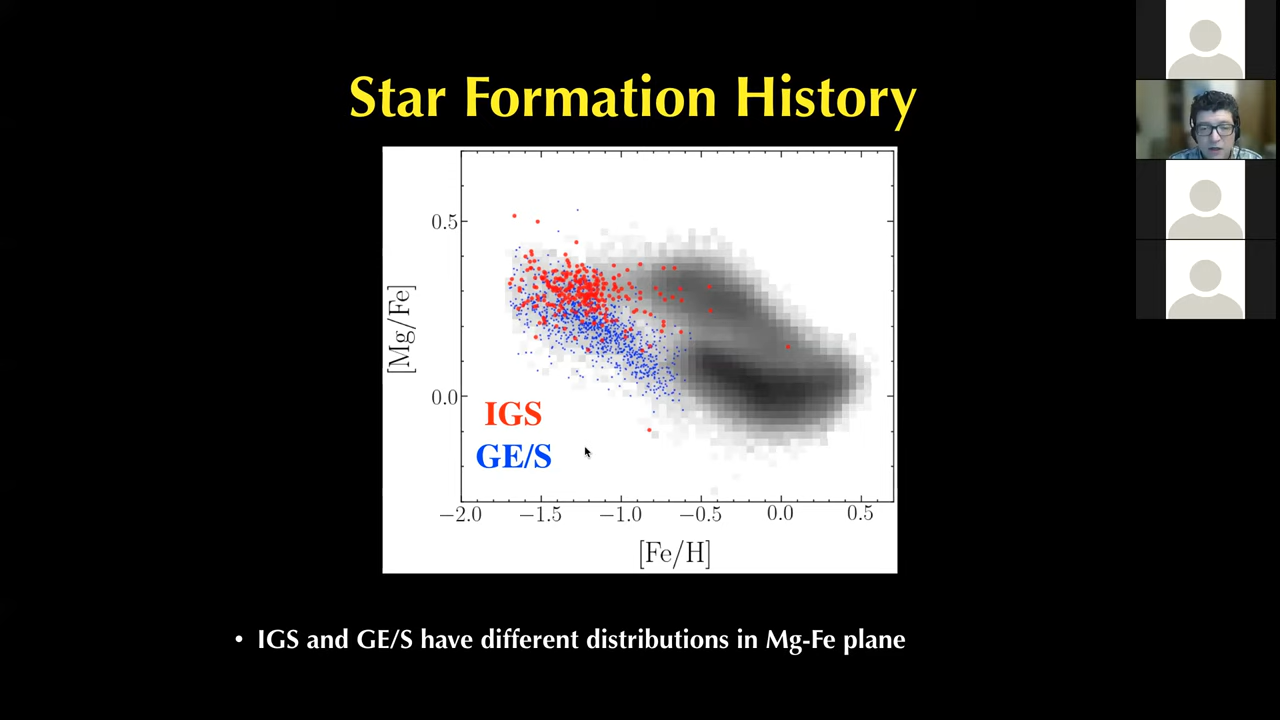 Star Formation History
0.5
[Mg/Fe]
0.0
IGS
GE/S
−2.0 −1.5 −1.0 −0.5 0.0 0.5
[Fe/H]
• IGS and GE/S have different distributions in Mg-Fe plane